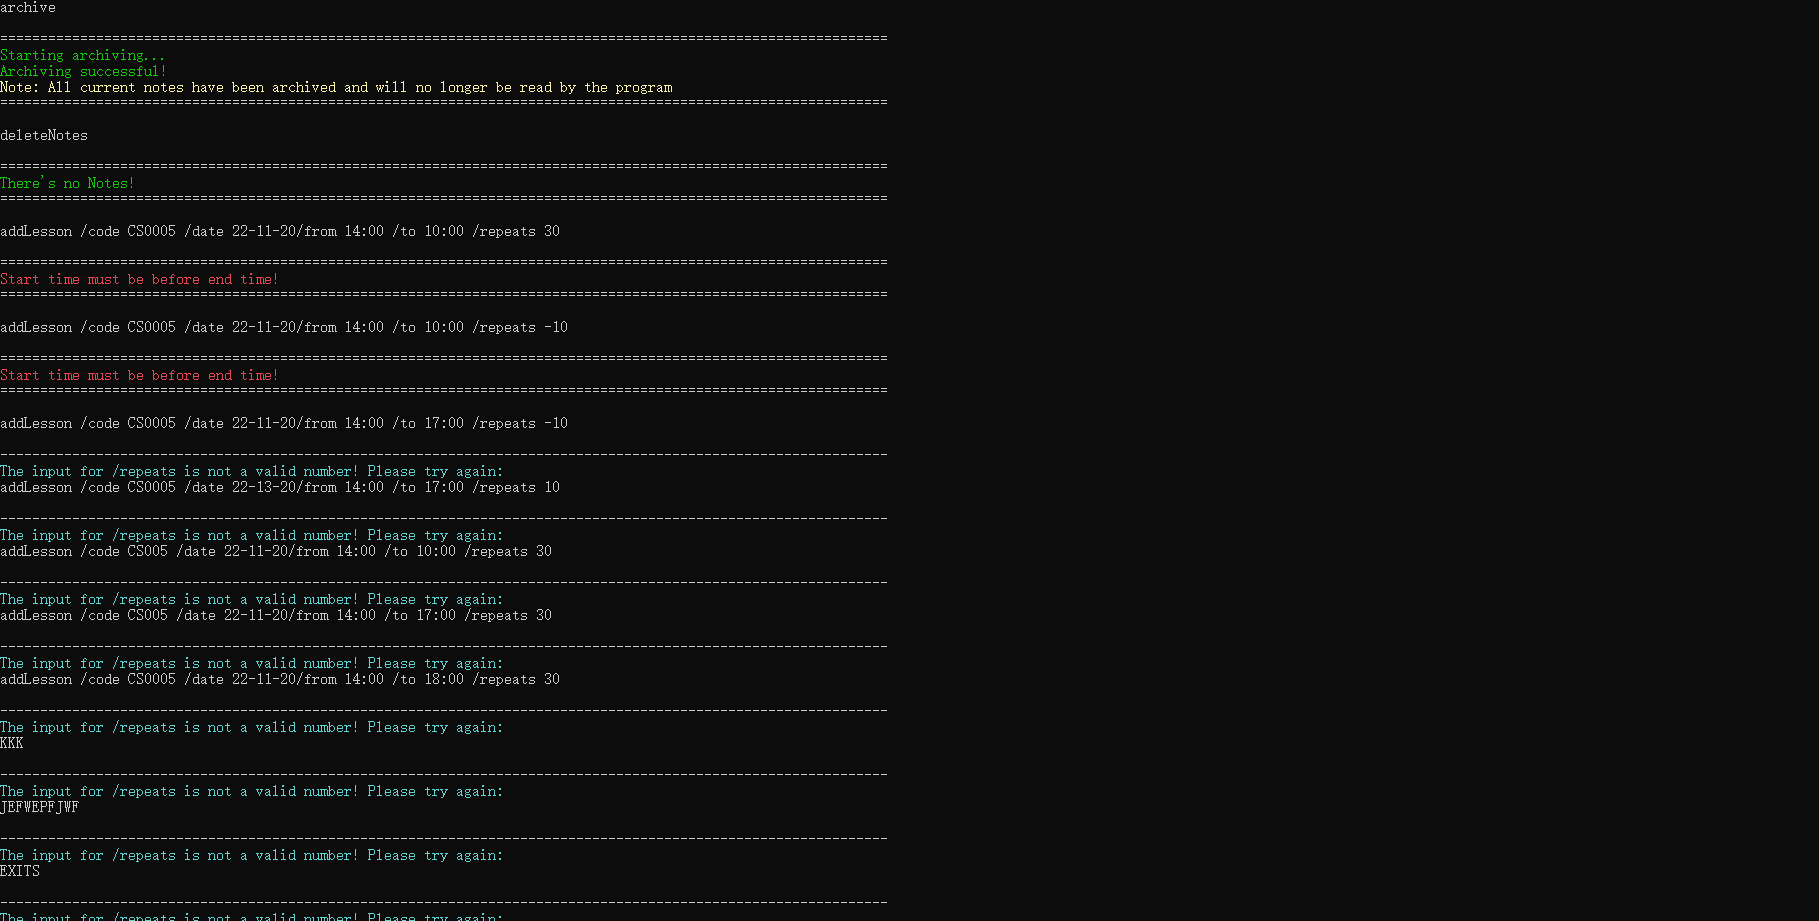 archive
===============================================================================================================
Starting archiving...
Archiving successful!
Note: All current notes have been archived and will no longer be read by the program
===============================================================================================================
deleteNotes
===============================================================================================================
There's no Notes!
===============================================================================================================
addLesson /code CS0005 /date 22-11-20/from 14:00 /to 10:00 /repeats 30
===============================================================================================================
Start time must be before end time!
===============================================================================================================
addLesson /code CS0005 /date 22-11-20/from 14:00 /to 10:00 /repeats -10
===============================================================================================================
Start time must be before end time!
===============================================================================================================
addLesson /code CS0005 /date 22-11-20/from 14:00 /to 17:00 /repeats -10
---------------------------------------------------------------------------------------------------------------
The input for /repeats is not a valid number! Please try again:
addLesson /code CS0005 /date 22-13-20/from 14:00 /to 17:00 /repeats 10
---------------------------------------------------------------------------------------------------------------
The input for /repeats is not a valid number! Please try again:
addLesson /code CS005 /date 22-11-20/from 14:00 /to 10:00 /repeats 30
---------------------------------------------------------------------------------------------------------------
The input for /repeats is not a valid number! Please try again:
addLesson /code CS005 /date 22-11-20/from 14:00 /to 17:00 /repeats 30
---------------------------------------------------------------------------------------------------------------
The input for /repeats is not a valid number! Please try again:
addLesson /code CS0005 /date 22-11-20/from 14:00 /to 18:00 /repeats 30
---------------------------------------------------------------------------------------------------------------
The input for /repeats is not a valid number! Please try again:
KKK
---------------------------------------------------------------------------------------------------------------
The input for /repeats is not a valid number! Please try again:
JEFWEPFJWF
---------------------------------------------------------------------------------------------------------------
The input for /repeats is not a valid number! Please try again:
EXITS
---------------------------------------------------------------------------------------------------------------
The input for /repeats is not a valid number! Please try again: